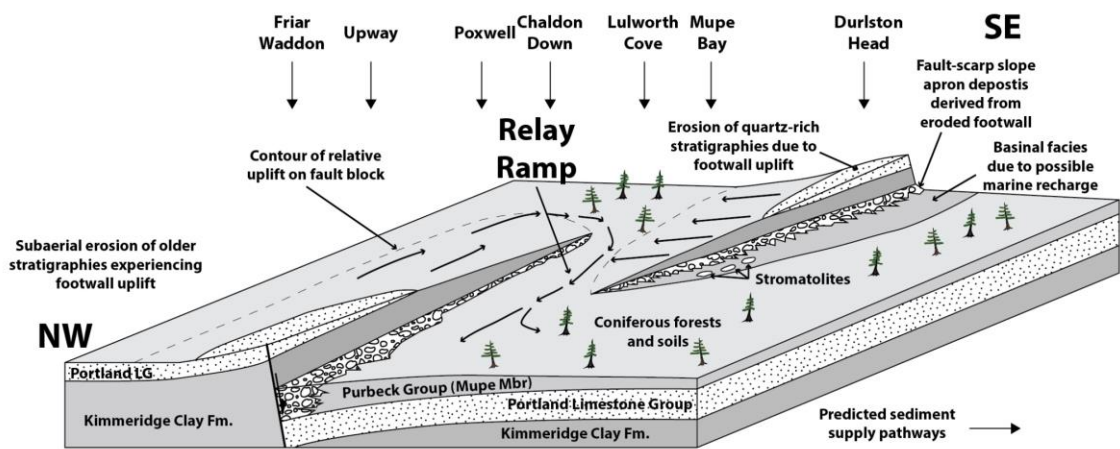 Friar
Waddon
Upway
Poxwell
Chaldon
Down
Lulworth
Cove
Mupe
Bay
Durlston
Head
SE
Fault-scarp slope
apron depostis
derived from
eroded footwall
Relay
Ramp
Erosion of quartz-rich
stratigraphies due to
footwall uplift
Basinal facies
due to possible
marine recharge
Contour of relative
uplift on fault block
Subaerial erosion of older
stratigraphies experiencing
footwall uplift
Stromatolites
NW
Coniferous forests
and soils
Portland LG
Purbeck Group (Mupe Mbr)
Portland Limestone Group
Kimmeridge Clay Fm.
Kimmeridge Clay Fm.
Predicted sediment
supply pathways